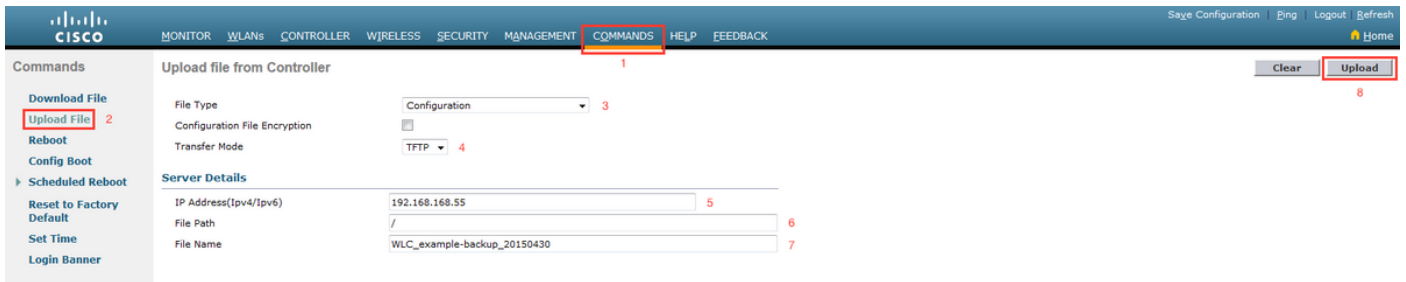 Save Configuration | Ping | Logout | Refresh
CISCO MONITOR WLANs CONTROLLER WIRELESS SECURITY MANAGEMENT COMMANDS HELP FEEDBACK Home
1
Commands
Download File
Upload File 2
Reboot
Config Boot
Scheduled Reboot
Reset to Factory
Default
Set Time
Login Banner
Upload file from Controller Clear Upload
8
File Type Configuration 3
Configuration File Encryption
Transfer Mode TFTP 4
Server Details
IP Address(Ipv4/Ipv6) 192.168.168.55 5
File Path / 6
File Name WLC_example-backup_20150430 7